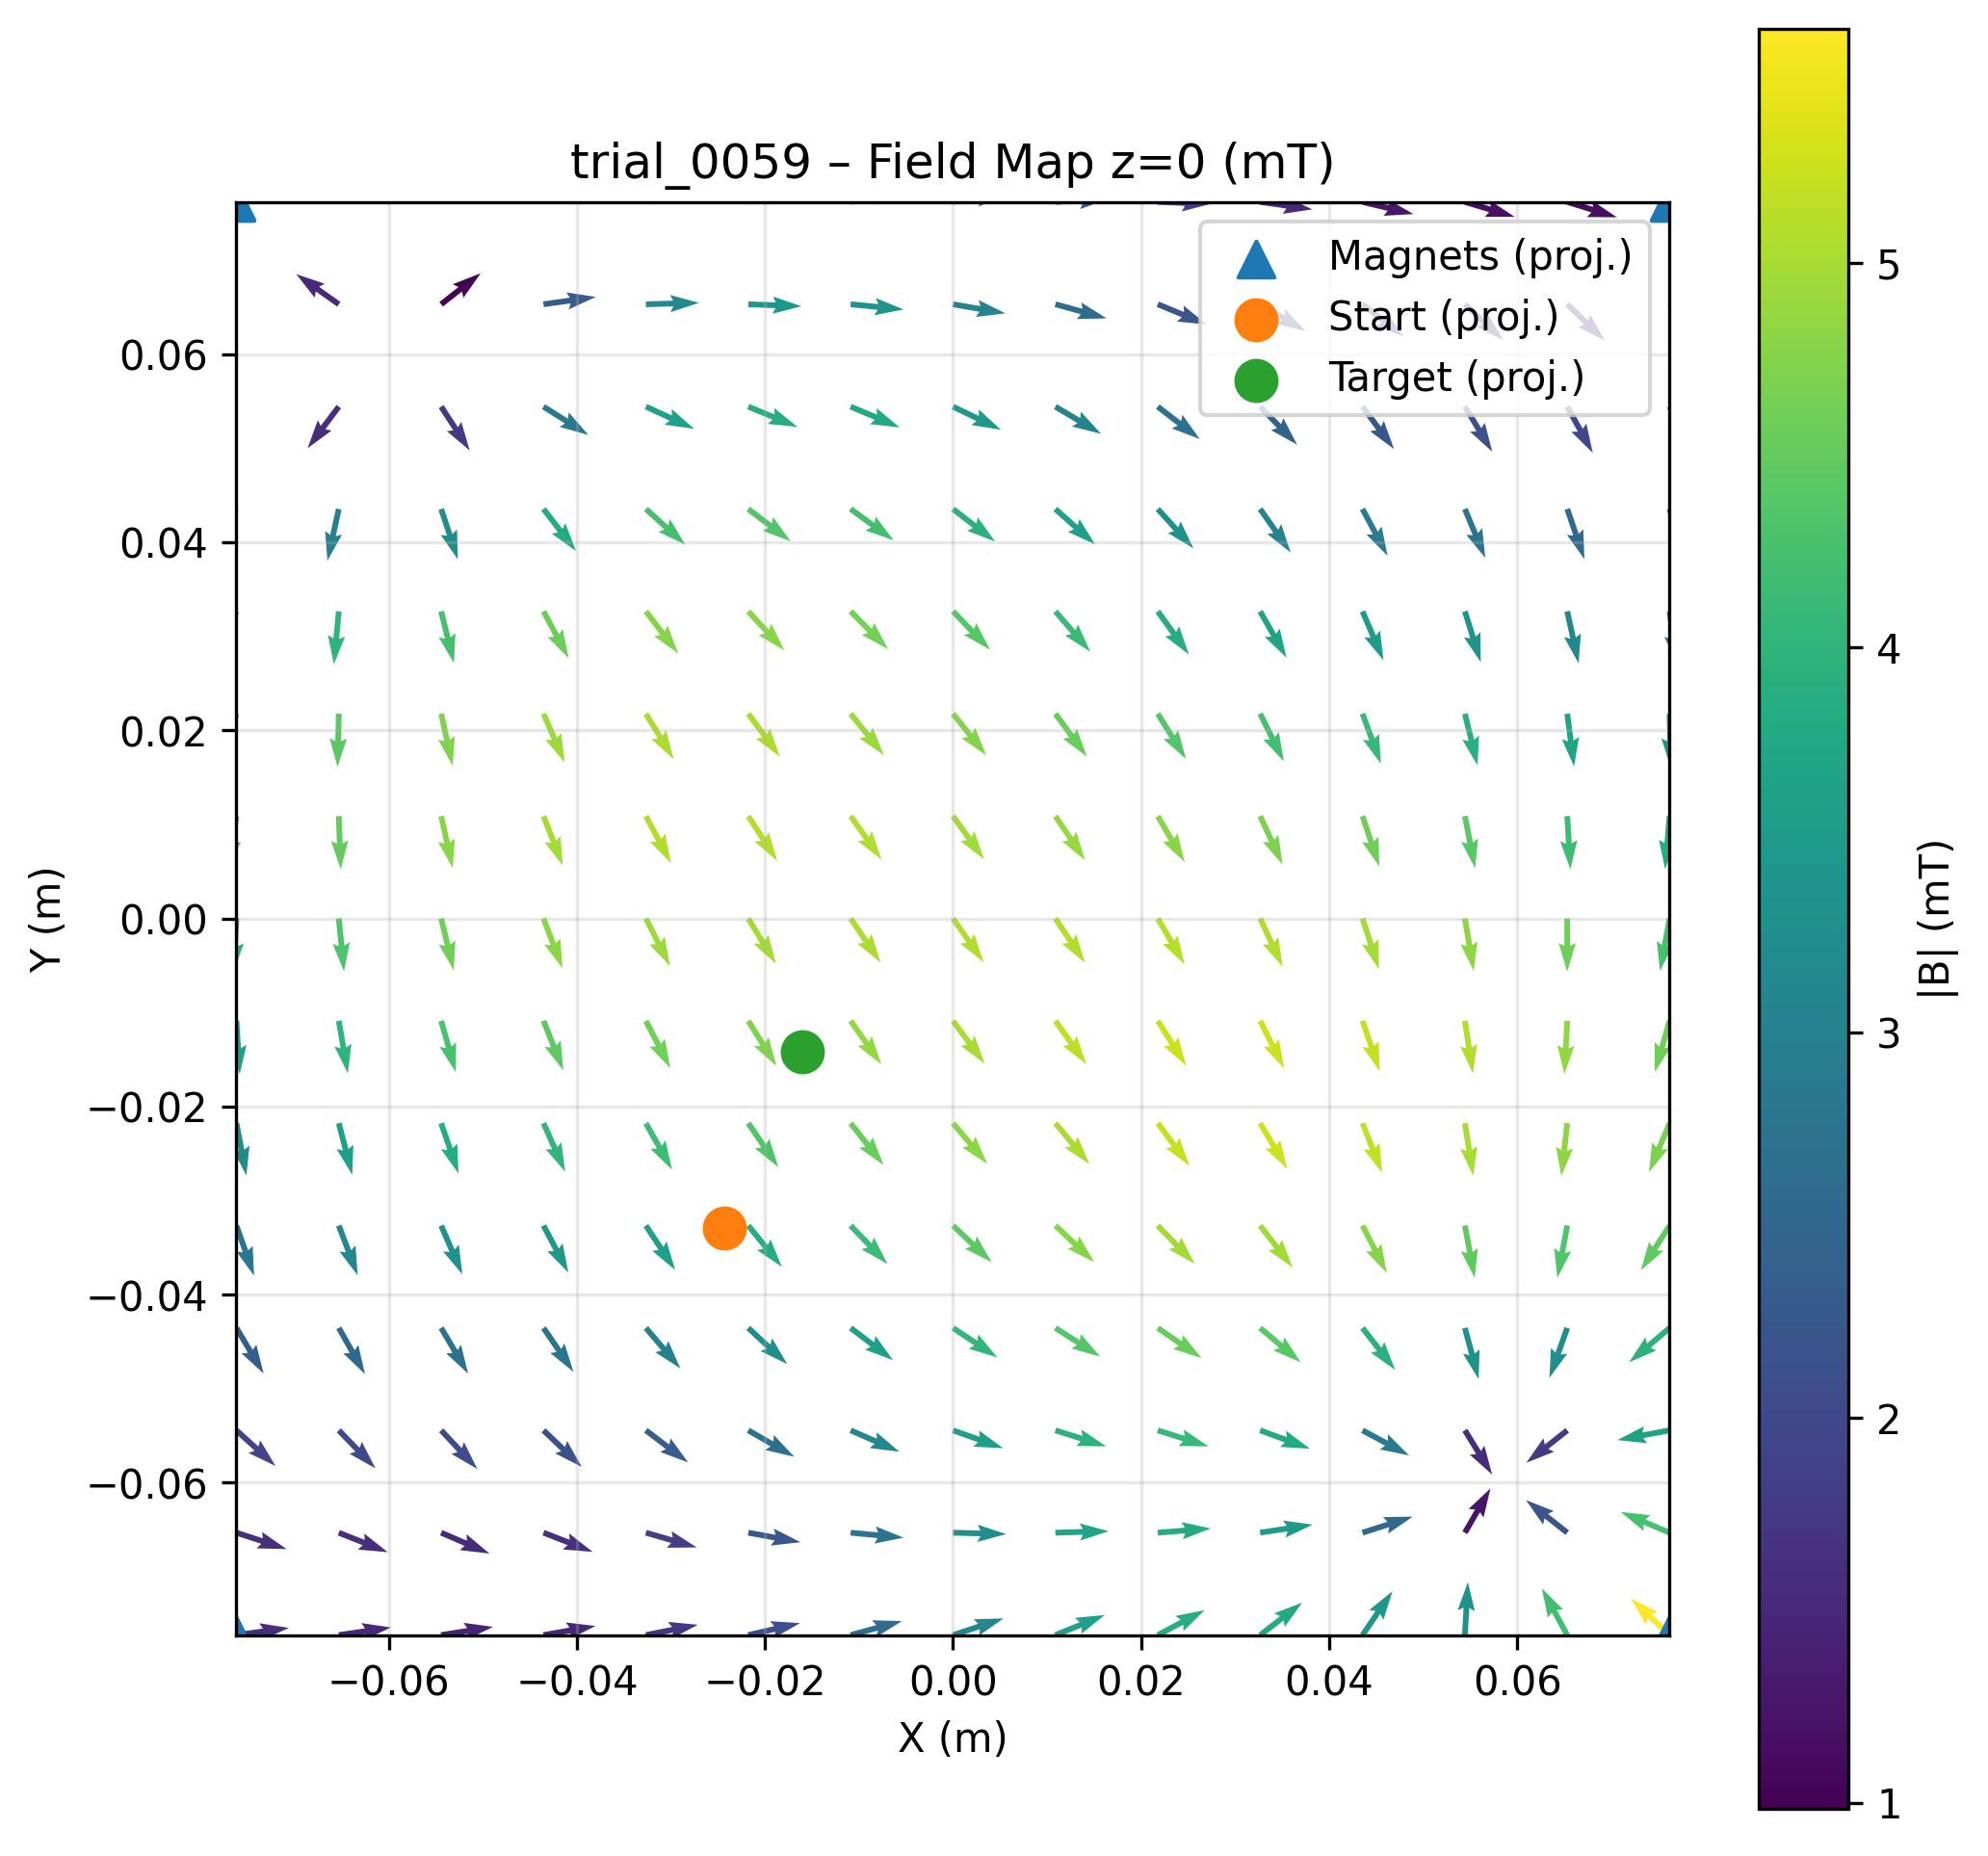 trial_0059 – Field Map z=0 (mT)
Magnets (proj.)
Start (proj.)
Target (proj.)
0.06
0.04
0.02
0.00
−0.02
−0.04
−0.06
Y (m)
−0.06 −0.04 −0.02 0.00 0.02 0.04 0.06
X (m)
5
4
3
2
1
|B| (mT)